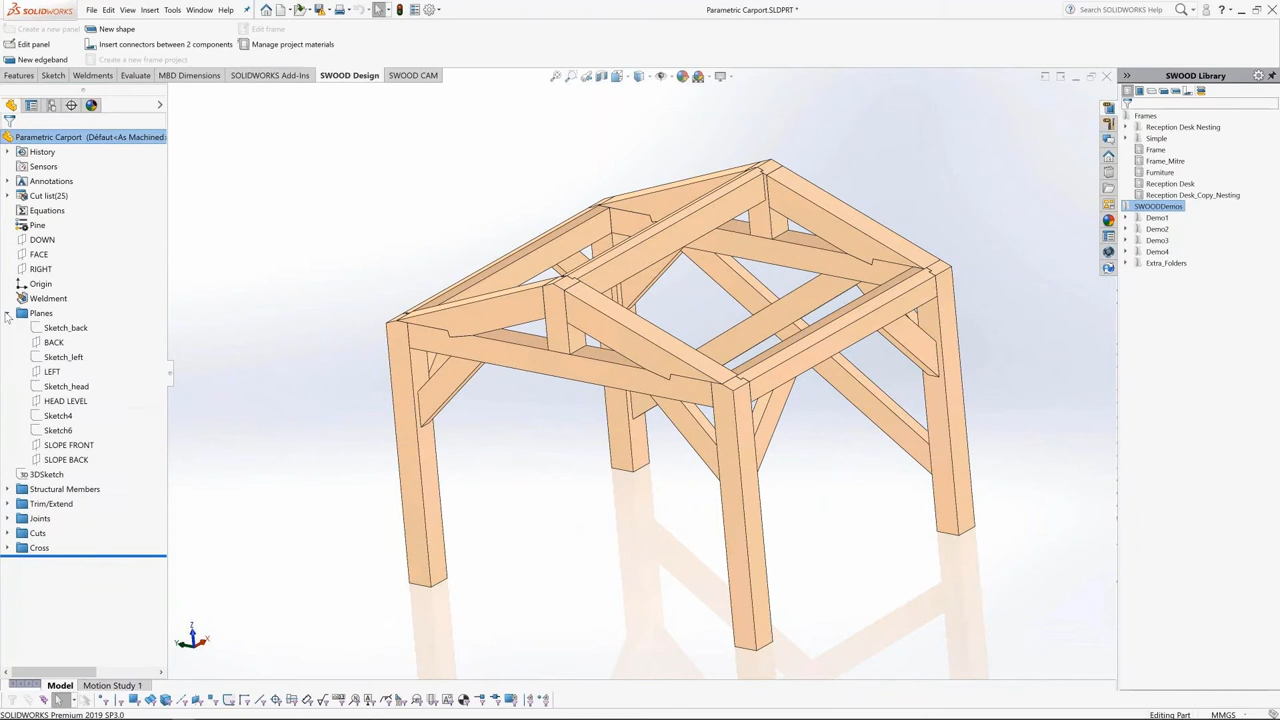 SOLIDWORKS File Edit View Insert Tools Window Help Parametric Carport.SLDPRT * Search SOLIDWORKS Help
Create a new panel New shape Edit frame
Edit panel Insert connectors between 2 components Manage project materials
New edgeband Create a new frame project
Features Sketch Weldments Evaluate MBD Dimensions SOLIDWORKS Add-Ins SWOOD Design SWOOD CAM
SWOOD Library
Parametric Carport (Défaut<As Machined>
History
Sensors
Annotations
Cut list(25)
Equations
Pine
DOWN
FACE
RIGHT
Origin
Weldment
Planes
Sketch_back
BACK
Sketch_left
LEFT
Sketch_head
HEAD LEVEL
Sketch4
Sketch6
SLOPE FRONT
SLOPE BACK
3D 3DSketch
Structural Members
Trim/Extend
Joints
Cuts
Cross
Frames
Reception Desk Nesting
Simple
Frame
Frame_Mitre
Furniture
Reception Desk
Reception Desk_Copy_Nesting
SWOODDemos
Demo1
Demo2
Demo3
Demo4
Extra_Folders
Z
Y
X
Model Motion Study 1
SOLIDWORKS Premium 2019 SP3.0 Editing Part MMGS